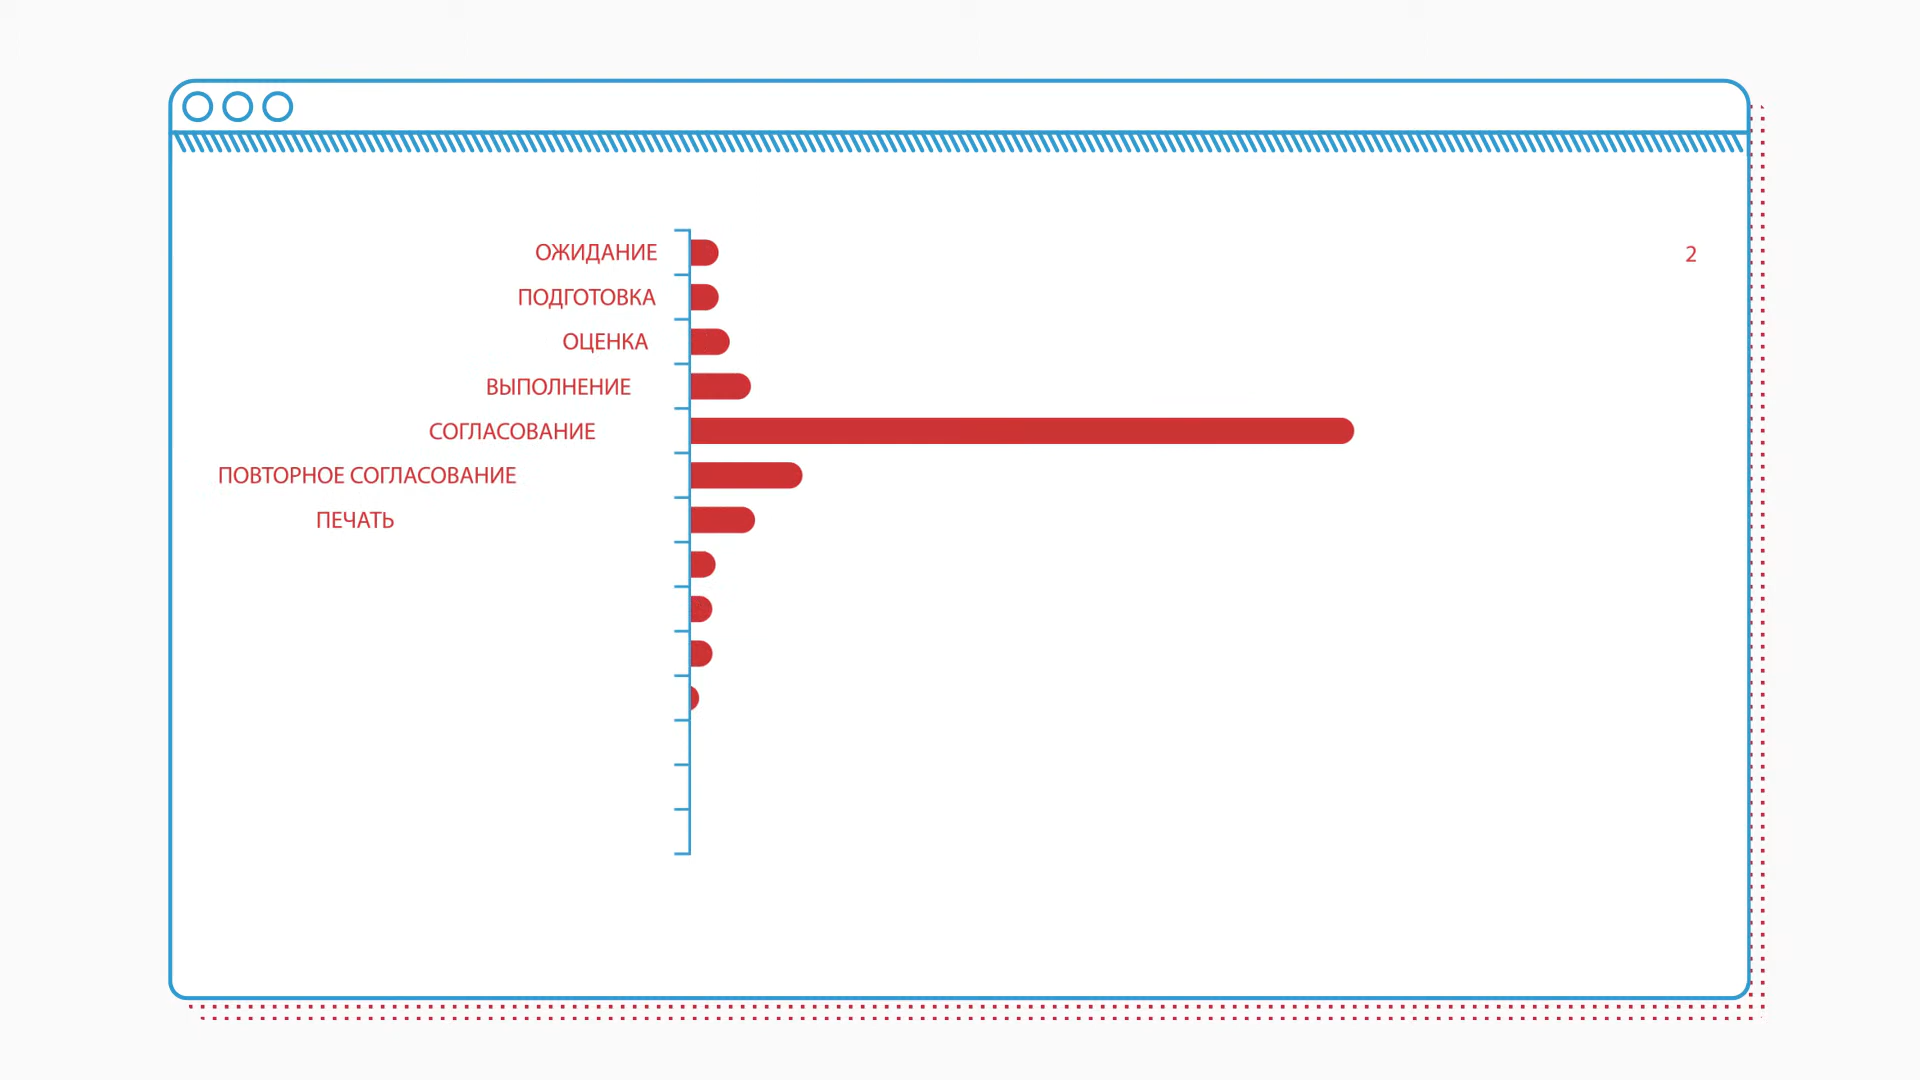 ОЖИДАНИЕ
2
ПОДГОТОВКА
ОЦЕНКА
ВЫПОЛНЕНИЕ
СОГЛАСОВАНИЕ
ПОВТОРНОЕ СОГЛАСОВАНИЕ
ПЕЧАТЬ